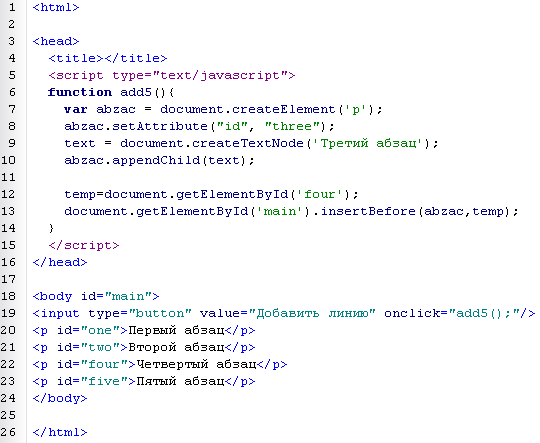 1 <html>
2
3 <head>
4 <title></title>
5 <script type="text/javascript">
6 function add5(){
7 var abzac = document.createElement('p');
8 abzac.setAttribute("id", "three");
9 text = document.createTextNode('Третий абзац');
10 abzac.appendChild(text);
11
12 temp=document.getElementById('four');
13 document.getElementById('main').insertBefore(abzac,temp);
14 }
15 </script>
16 </head>
17
18 <body id="main">
19 <input type="button" value="Добавить линию" onclick="add5();"/>
20 <p id="one">Первый абзац</p>
21 <p id="two">Второй абзац</p>
22 <p id="four">Четвертый абзац</p>
23 <p id="five">Пятый абзац</p>
24 </body>
25
26 </html>